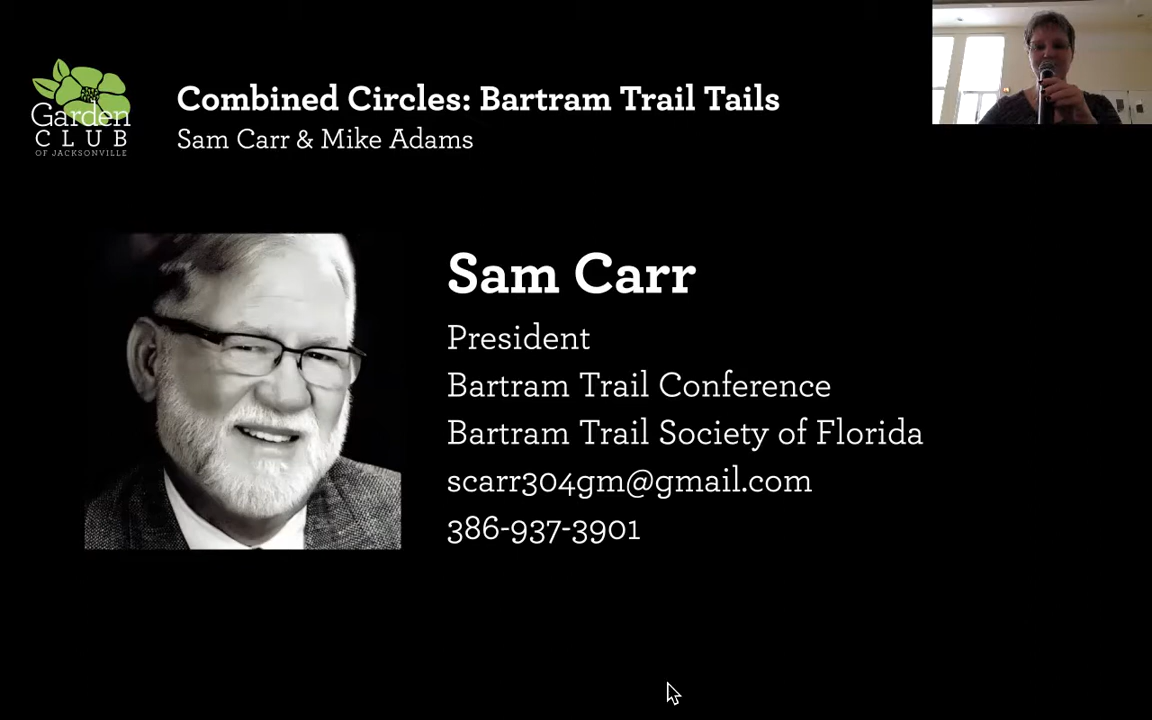 Garden
CLUB
OF JACKSONVILLE
Combined Circles: Bartram Trail Tails
Sam Carr & Mike Adams
Sam Carr
President
Bartram Trail Conference
Bartram Trail Society of Florida
scarr304gm@gmail.com
386-937-3901